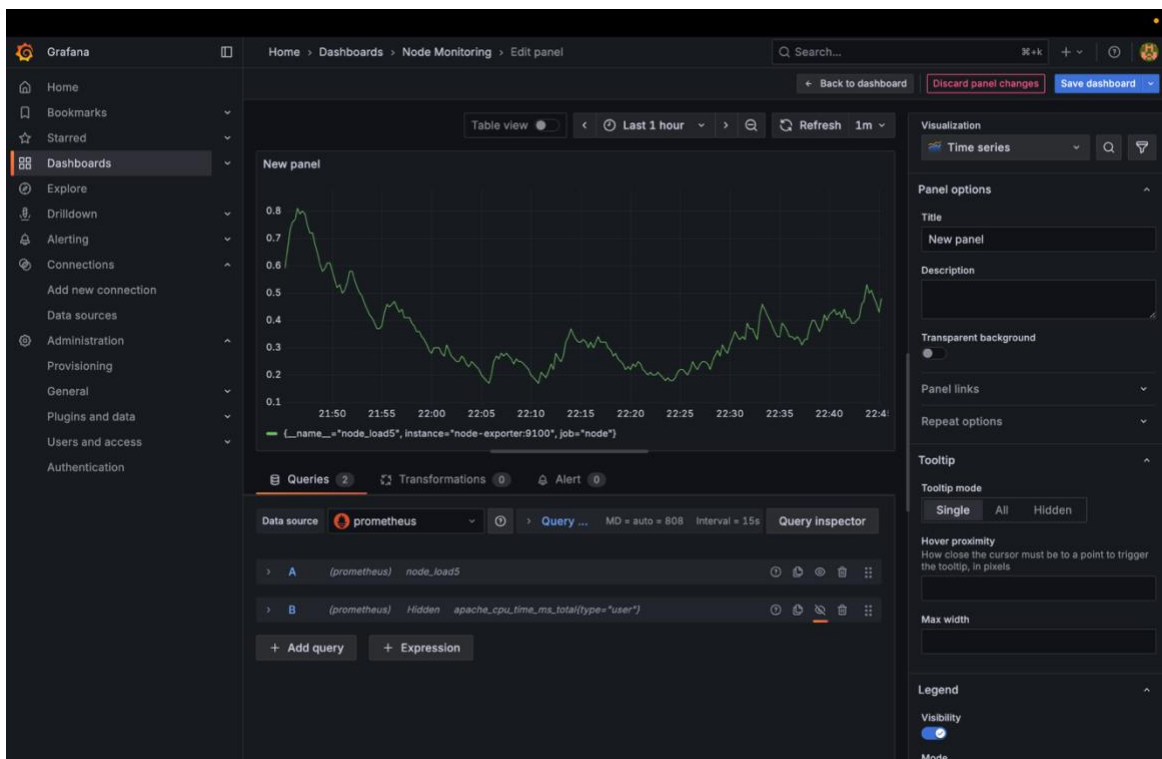 Grafana
Home > Dashboards > Node Monitoring > Edit panel
Search...
⌘+k
Back to dashboard
Discard panel changes
Save dashboard
Home
Bookmarks
Starred
Dashboards
Explore
Drilldown
Alerting
Connections
Add new connection
Data sources
Administration
Provisioning
General
Plugins and data
Users and access
Authentication
Table view
Last 1 hour
Refresh 1m
New panel
0.8
0.7
0.6
0.5
0.4
0.3
0.2
0.1
21:50 21:55 22:00 22:05 22:10 22:15 22:20 22:25 22:30 22:35 22:40 22:4
{__name__="node_load5", instance="node-exporter:9100", job="node"}
Queries 2 Transformations 0 Alert 0
Data source prometheus Query ... MD = auto = 808 Interval = 15s Query inspector
A (prometheus) node_load5
B (prometheus) Hidden apache_cpu_time_ms_total{type="user"}
+ Add query + Expression
Visualization
Time series
Panel options
Title
New panel
Description
Transparent background
Panel links
Repeat options
Tooltip
Tooltip mode
Single All Hidden
Hover proximity
How close the cursor must be to a point to trigger
the tooltip, in pixels
Max width
Legend
Visibility
Mode